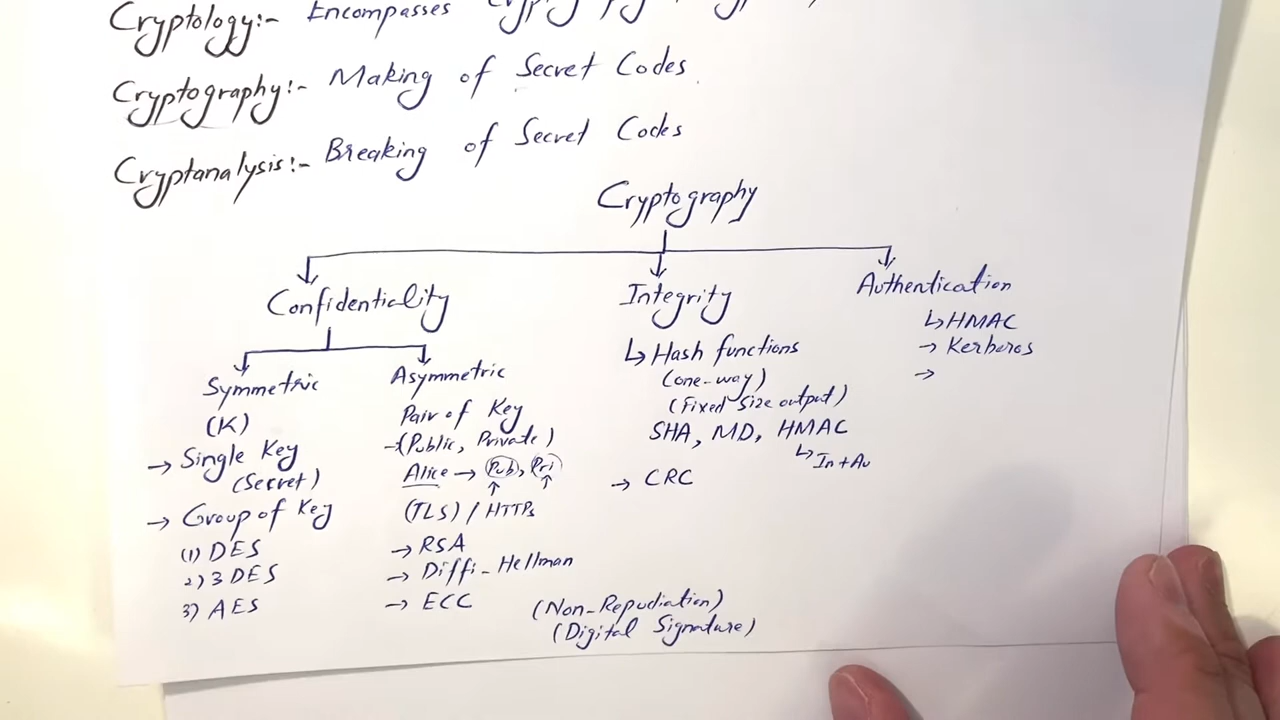 Cryptology:- Encompasses
Cryptography:- Making of Secret Codes
Cryptanalysis:- Breaking of Secret Codes
Cryptography
Confidentiality
Symmetric
(K)
→ Single Key
(Secret)
→ Group of Key
(1) DES
2) 3 DES
3) AES
Asymmetric
Pair of Key
→(Public, Private)
Alice → Pub, Pri
(TLS) / HTTPs
→ RSA
→ Diffi-Hellman
→ ECC
(Non-Repudiation)
(Digital Signature)
Integrity
↳ Hash functions
(one-way)
(Fixed Size output)
SHA, MD, HMAC
↳ In + Au
→ CRC
Authentication
↳ HMAC
→ Kerberos
→